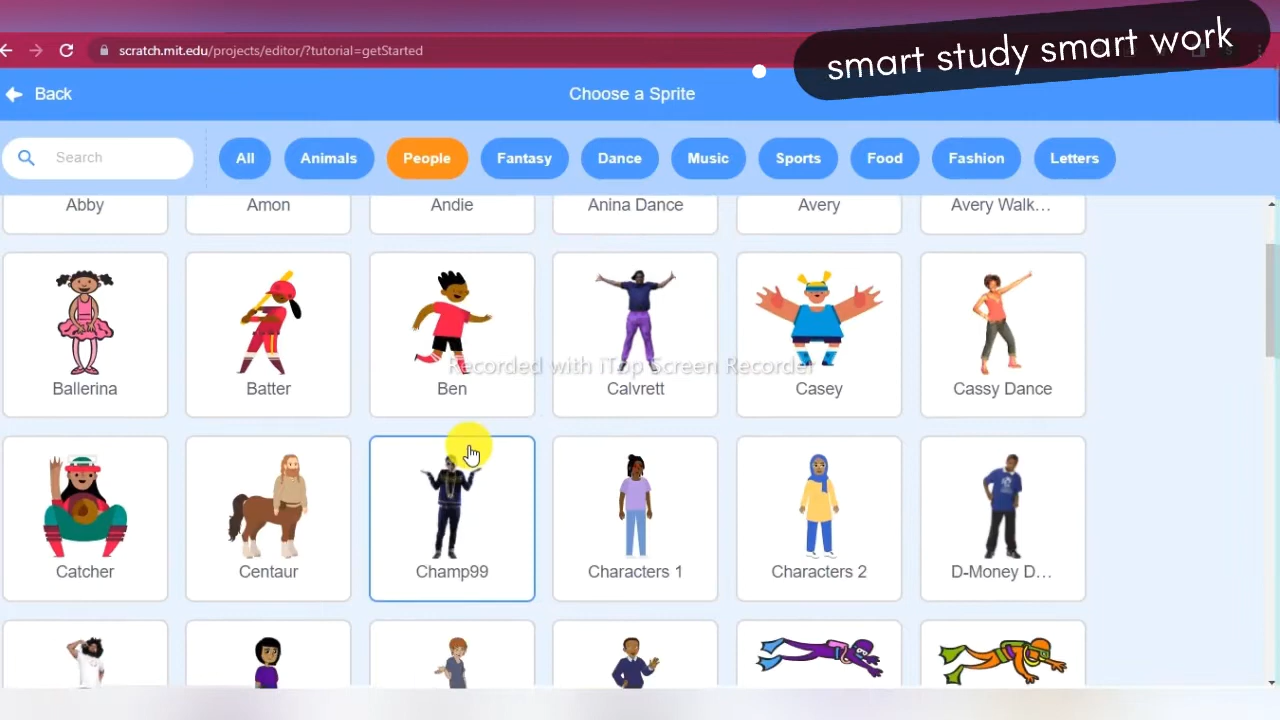 smart study smart work
scratch.mit.edu/projects/editor/?tutorial=getStarted
Back
Choose a Sprite
Search
All
Animals
People
Fantasy
Dance
Music
Sports
Food
Fashion
Letters
Abby
Amon
Andie
Anina Dance
Avery
Avery Walk...
Recorded with iTop Screen Recorder
Ballerina
Batter
Ben
Calvrett
Casey
Cassy Dance
Catcher
Centaur
Champ99
Characters 1
Characters 2
D-Money D...